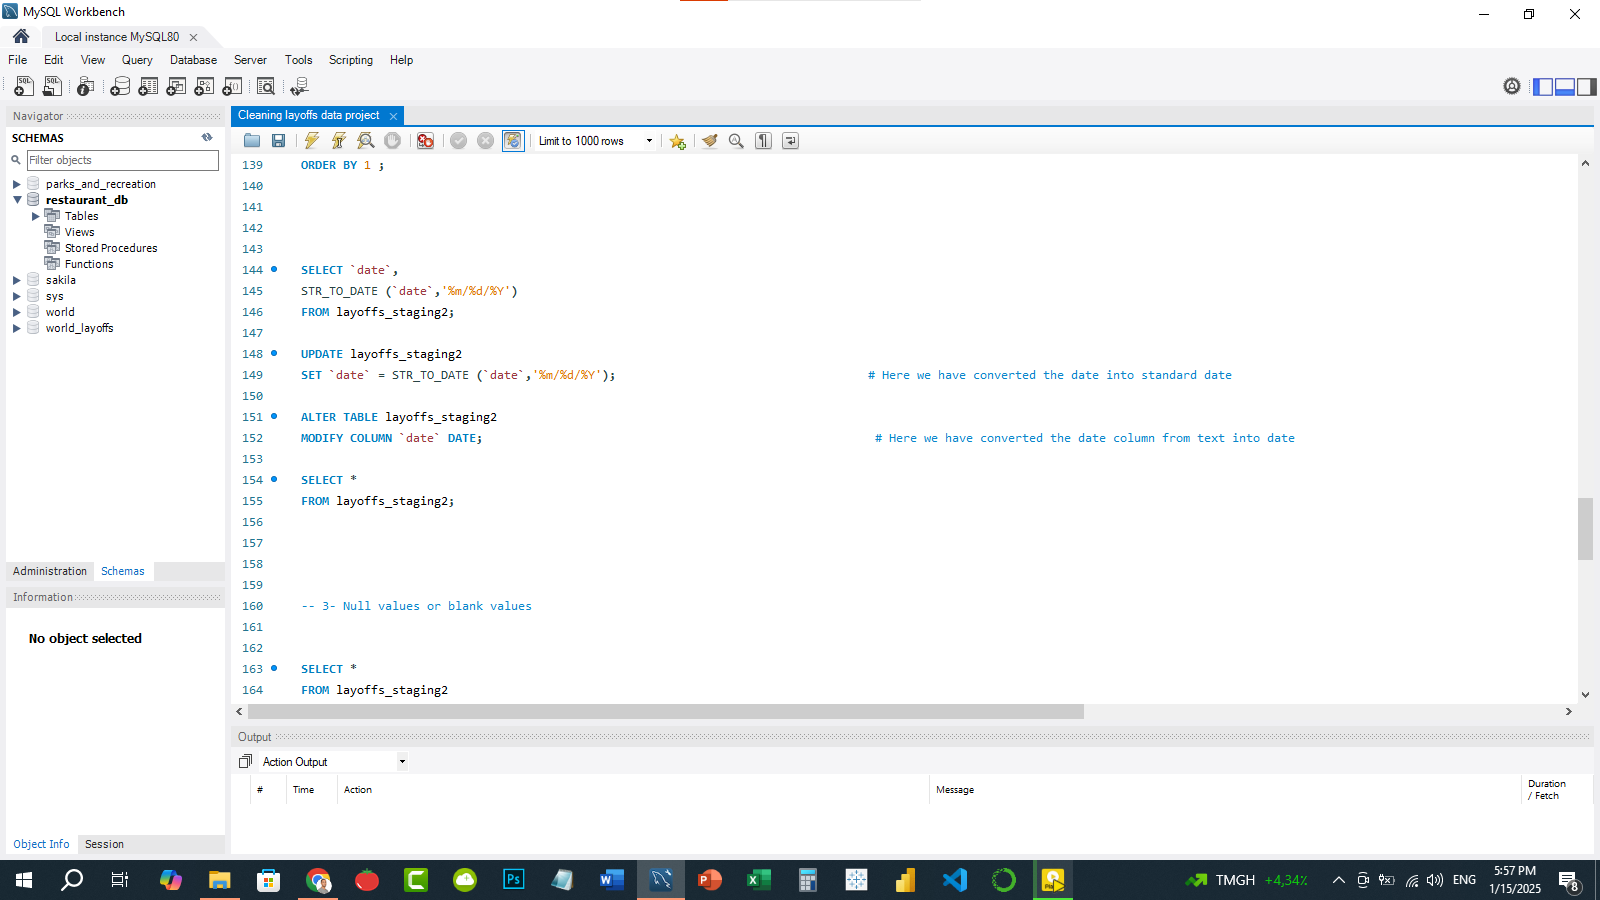 MySQL Workbench
Local instance MySQL80
File Edit View Query Database Server Tools Scripting Help
Navigator
SCHEMAS
Filter objects
parks_and_recreation
restaurant_db
Tables
Views
Stored Procedures
Functions
sakila
sys
world
world_layoffs
Administration Schemas
Information
No object selected
Object Info Session
Cleaning layoffs data project
Limit to 1000 rows
139 ORDER BY 1 ;
140
141
142
143
144 SELECT `date`,
145 STR_TO_DATE (`date`,'%m/%d/%Y')
146 FROM layoffs_staging2;
147
148 UPDATE layoffs_staging2
149 SET `date` = STR_TO_DATE (`date`,'%m/%d/%Y'); # Here we have converted the date into standard date
150
151 ALTER TABLE layoffs_staging2
152 MODIFY COLUMN `date` DATE; # Here we have converted the date column from text into date
153
154 SELECT *
155 FROM layoffs_staging2;
156
157
158
159
160 -- 3- Null values or blank values
161
162
163 SELECT *
164 FROM layoffs_staging2
Output
Action Output
# Time Action Message Duration / Fetch
TMGH +4,34% ENG 5:57 PM
1/15/2025
8